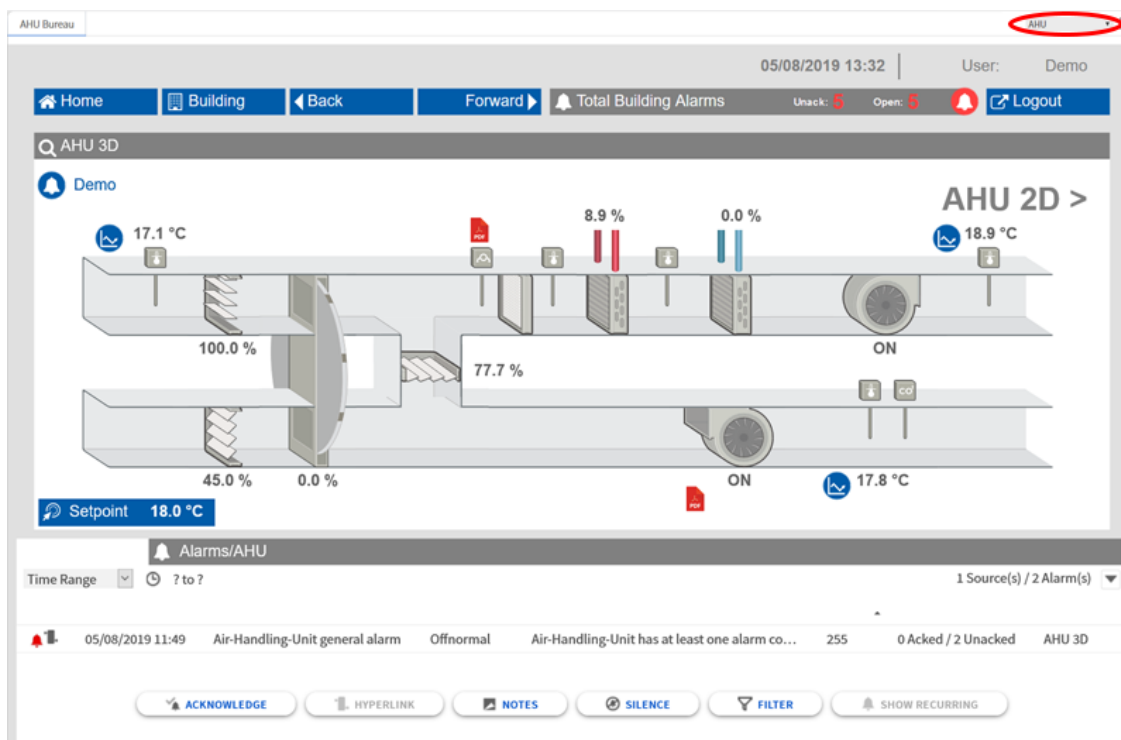 AHU Bureau AHU
05/08/2019 13:32 User: Demo
Home Building Back Forward Total Building Alarms Unack: 5 Open: 5 Logout
AHU 3D
Demo
AHU 2D >
8.9 % 0.0 %
17.1 °C PDF 18.9 °C
100.0 % ON
77.7 %
CO²
45.0 % 0.0 % ON 17.8 °C
PDF
Setpoint 18.0 °C
Alarms/AHU
Time Range ? to ? 1 Source(s) / 2 Alarm(s)
05/08/2019 11:49 Air-Handling-Unit general alarm Offnormal Air-Handling-Unit has at least one alarm co... 255 0 Acked / 2 Unacked AHU 3D
ACKNOWLEDGE HYPERLINK NOTES SILENCE FILTER SHOW RECURRING